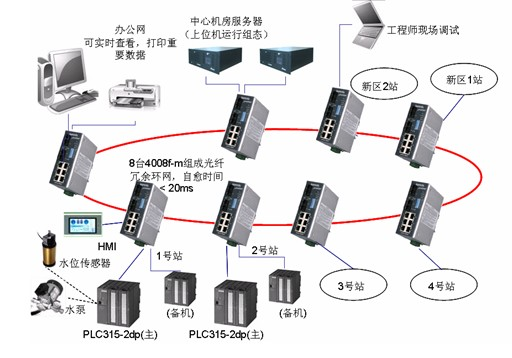 办公网
可实时查看，打印重
要数据
中心机房服务器
（上位机运行组态）
工程师现场调试
新区2站
新区1站
8台4008f-m组成光纤
冗余环网，自愈时间
＜20ms
HMI
水位传感器
水泵
1号站
2号站
(备机)
(备机)
3号站
4号站
PLC315-2dp(主)
PLC315-2dp(主)